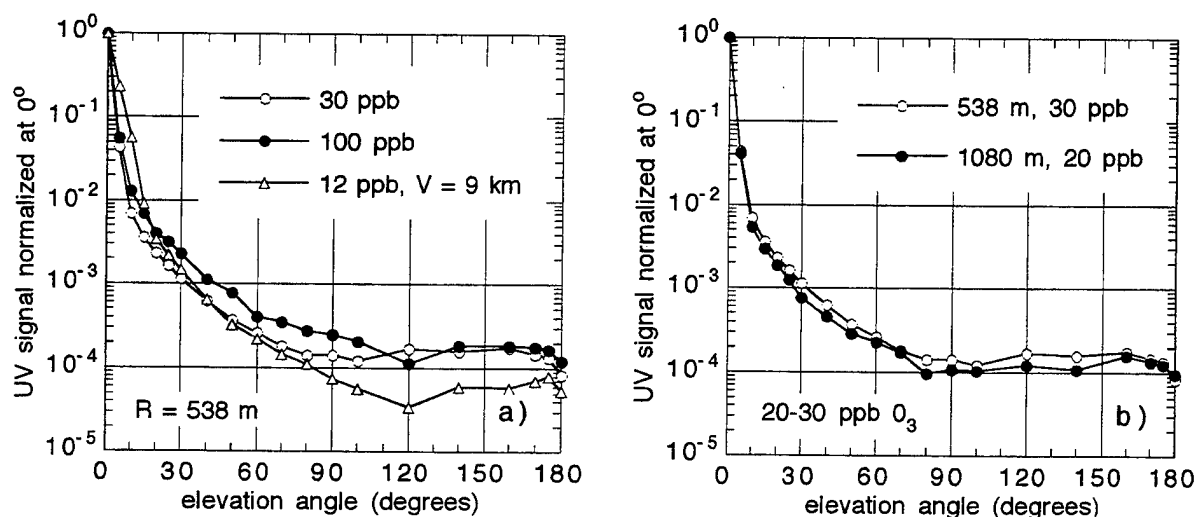 UV signal normalized at 0°
10^0
10^-1
10^-2
10^-3
10^-4
10^-5
30 ppb
100 ppb
12 ppb, V = 9 km
R = 538 m
a)
0 30 60 90 120 150 180
elevation angle (degrees)
UV signal normalized at 0°
10^0
10^-1
10^-2
10^-3
10^-4
10^-5
538 m, 30 ppb
1080 m, 20 ppb
20-30 ppb O_3
b)
0 30 60 90 120 150 180
elevation angle (degrees)